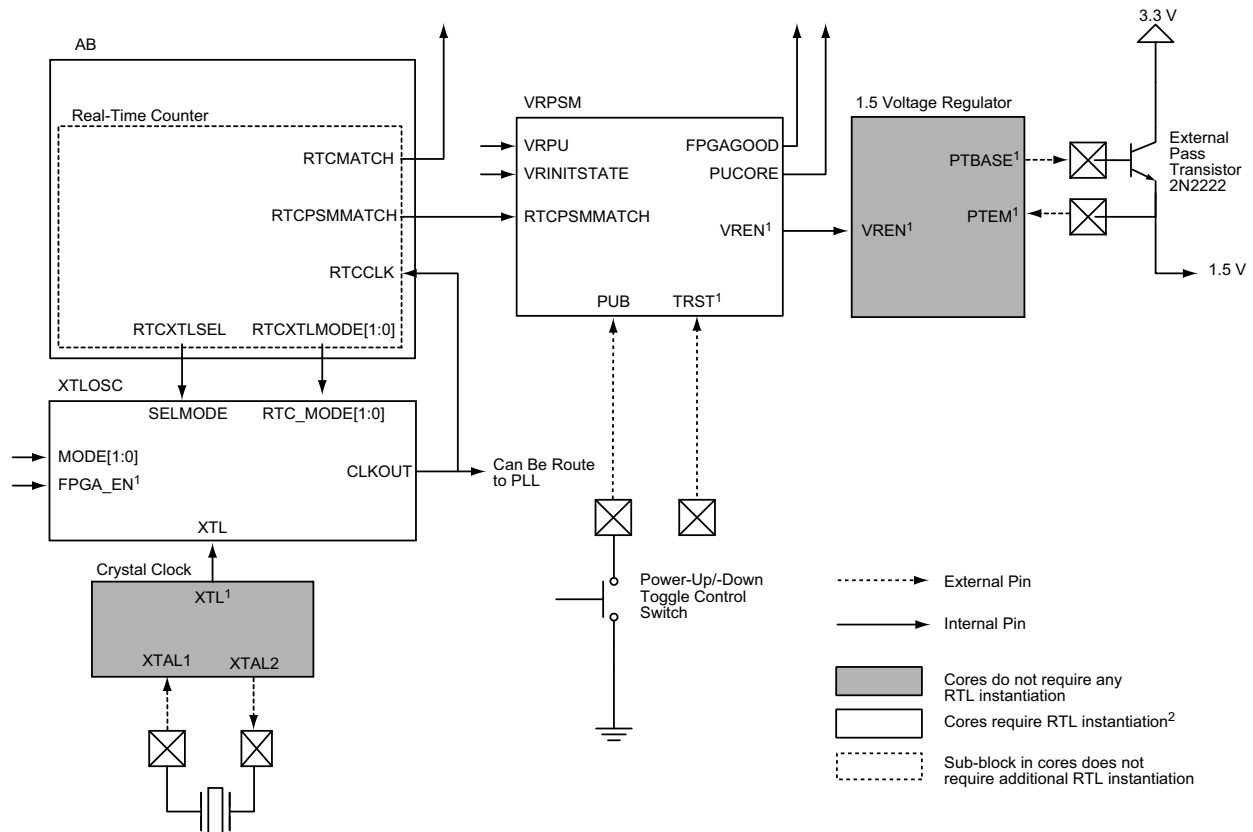 3.3 V
AB
Real-Time Counter
RTCMATCH
RTCPSMMATCH
RTCCLK
RTCXTLSEL
RTCXTLMODE[1:0]
VRPSM
VRPU
VRINITSTATE
RTCPSMMATCH
FPGAGOOD
PUCORE
VREN¹
PUB
TRST¹
1.5 Voltage Regulator
PTBASE¹
PTEM¹
VREN¹
External
Pass
Transistor
2N2222
1.5 V
XTLOSC
SELMODE
RTC_MODE[1:0]
MODE[1:0]
FPGA_EN¹
CLKOUT
XTL
Can Be Route
to PLL
Crystal Clock
XTL¹
XTAL1
XTAL2
Power-Up/-Down
Toggle Control
Switch
External Pin
Internal Pin
Cores do not require any
RTL instantiation
Cores require RTL instantiation²
Sub-block in cores does not
require additional RTL instantiation